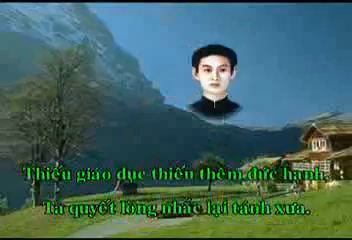 Thiếu giáo dục thiếu thêm đức hạnh,
Ta quyết lòng nhắc lại tánh xưa.